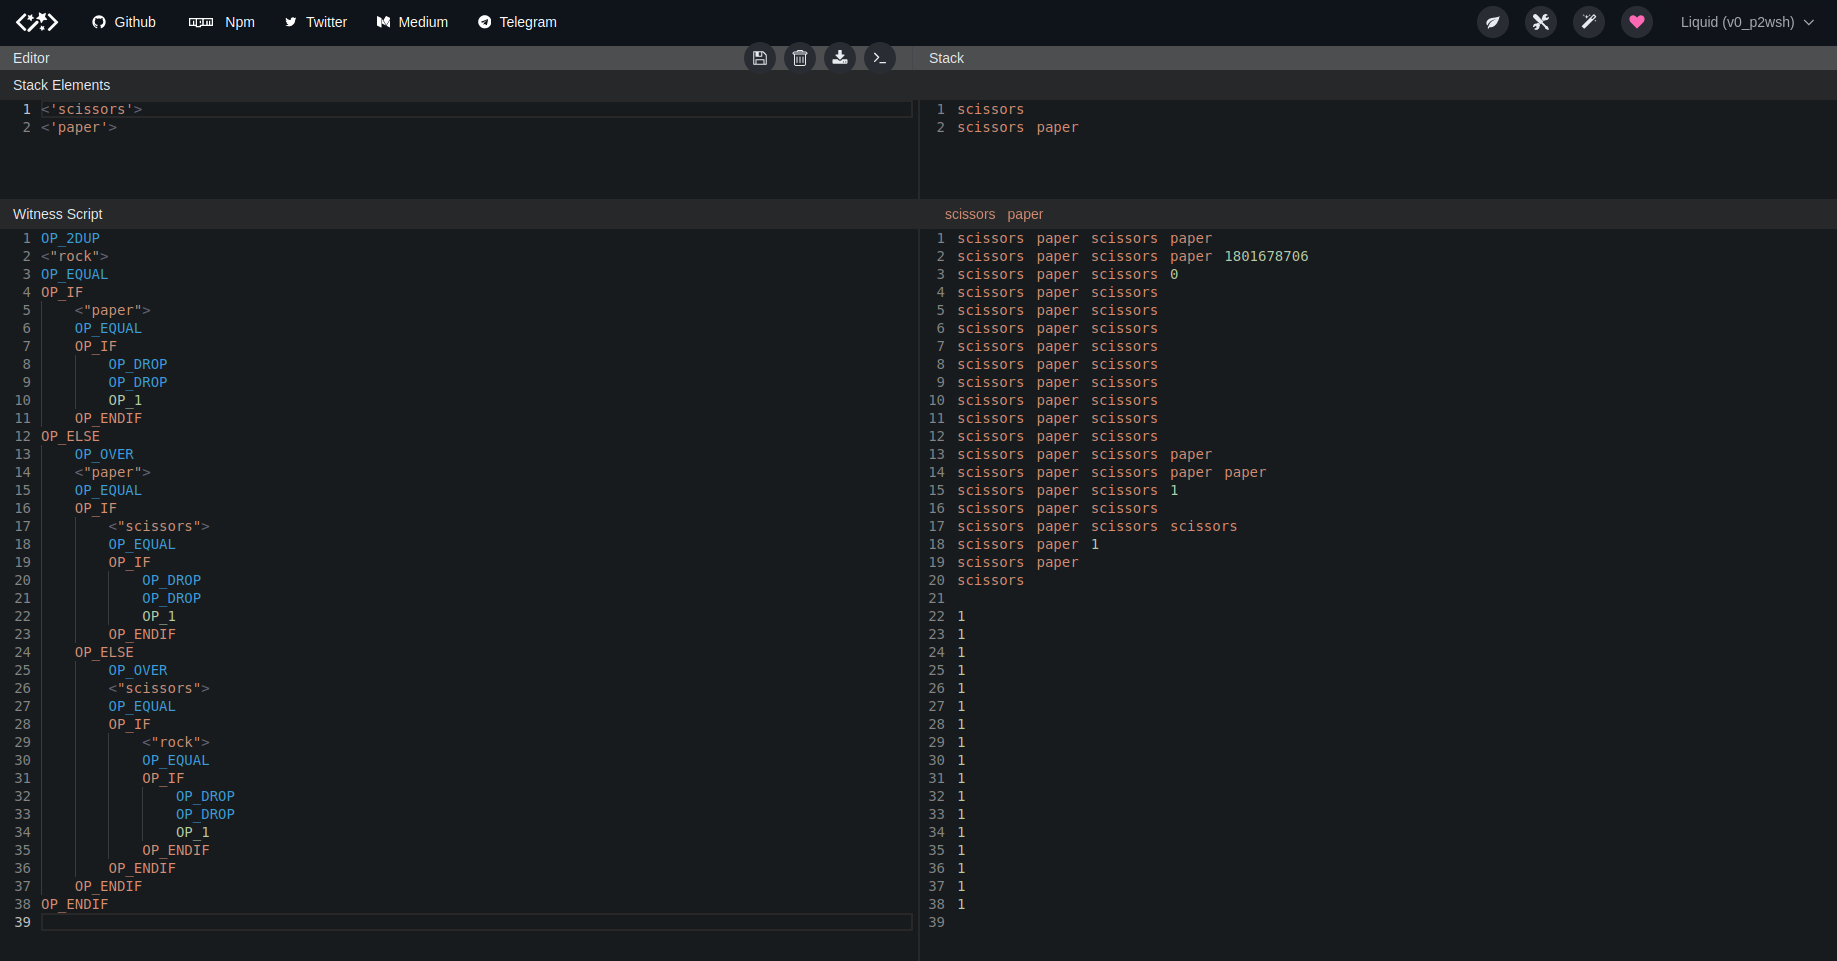 Github Npm Twitter Medium Telegram Liquid (v0_p2wsh)
Editor
Stack
Stack Elements
1 <'scissors'>
2 <'paper'>
1 scissors
2 scissors paper
Witness Script
1 OP_2DUP
2 <"rock">
3 OP_EQUAL
4 OP_IF
5 <"paper">
6 OP_EQUAL
7 OP_IF
8 OP_DROP
9 OP_DROP
10 OP_1
11 OP_ENDIF
12 OP_ELSE
13 OP_OVER
14 <"paper">
15 OP_EQUAL
16 OP_IF
17 <"scissors">
18 OP_EQUAL
19 OP_IF
20 OP_DROP
21 OP_DROP
22 OP_1
23 OP_ENDIF
24 OP_ELSE
25 OP_OVER
26 <"scissors">
27 OP_EQUAL
28 OP_IF
29 <"rock">
30 OP_EQUAL
31 OP_IF
32 OP_DROP
33 OP_DROP
34 OP_1
35 OP_ENDIF
36 OP_ENDIF
37 OP_ENDIF
38 OP_ENDIF
39
scissors paper
1 scissors paper scissors paper
2 scissors paper scissors paper 1801678706
3 scissors paper scissors 0
4 scissors paper scissors
5 scissors paper scissors
6 scissors paper scissors
7 scissors paper scissors
8 scissors paper scissors
9 scissors paper scissors
10 scissors paper scissors
11 scissors paper scissors
12 scissors paper scissors
13 scissors paper scissors paper
14 scissors paper scissors paper paper
15 scissors paper scissors 1
16 scissors paper scissors
17 scissors paper scissors scissors
18 scissors paper 1
19 scissors paper
20 scissors
21
22 1
23 1
24 1
25 1
26 1
27 1
28 1
29 1
30 1
31 1
32 1
33 1
34 1
35 1
36 1
37 1
38 1
39